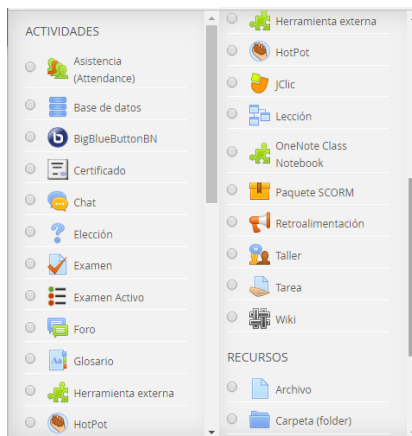 ACTIVIDADES
Asistencia
(Attendance)
Base de datos
BigBlueButtonBN
Certificado
Chat
Elección
Examen
Examen Activo
Foro
Glosario
Herramienta externa
HotPot
Herramienta externa
HotPot
JClic
Lección
OneNote Class
Notebook
Paquete SCORM
Retroalimentación
Taller
Tarea
Wiki
RECURSOS
Archivo
Carpeta (folder)